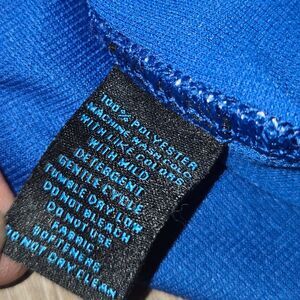 100% POLYESTER
MACHINE WASH
WITH LIKE COLORS
WITH MILD
DETERGENT
GENTLE CYCLE
TUMBLE DRY LOW
DO NOT BLEACH
DO NOT USE
FABRIC
SOFTENERS
DO NOT DRY CLEAN